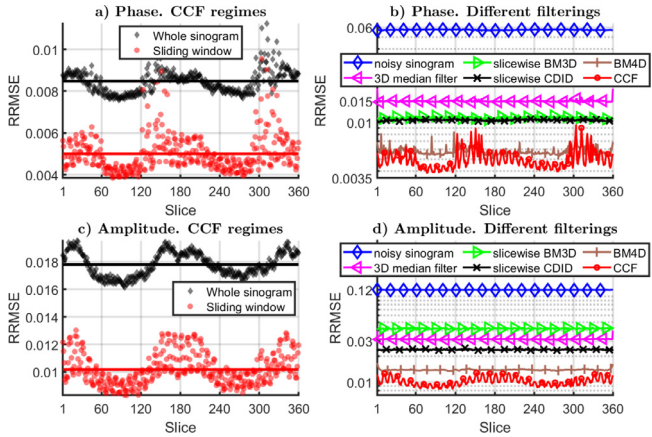 a) Phase. CCF regimes
RRMSE
0.01
0.008
0.006
0.004
Whole sinogram
Sliding window
1 60 120 180 240 300 360
Slice
b) Phase. Different filterings
RRMSE
0.06
0.015
0.01
0.0035
noisy sinogram slicewise BM3D BM4D
3D median filter slicewise CDID CCF
1 60 120 180 240 300 360
Slice
c) Amplitude. CCF regimes
RRMSE
0.018
0.016
0.014
0.012
0.01
Whole sinogram
Sliding window
1 60 120 180 240 300 360
Slice
d) Amplitude. Different filterings
RRMSE
0.12
0.03
0.01
noisy sinogram slicewise BM3D BM4D
3D median filter slicewise CDID CCF
1 60 120 180 240 300 360
Slice